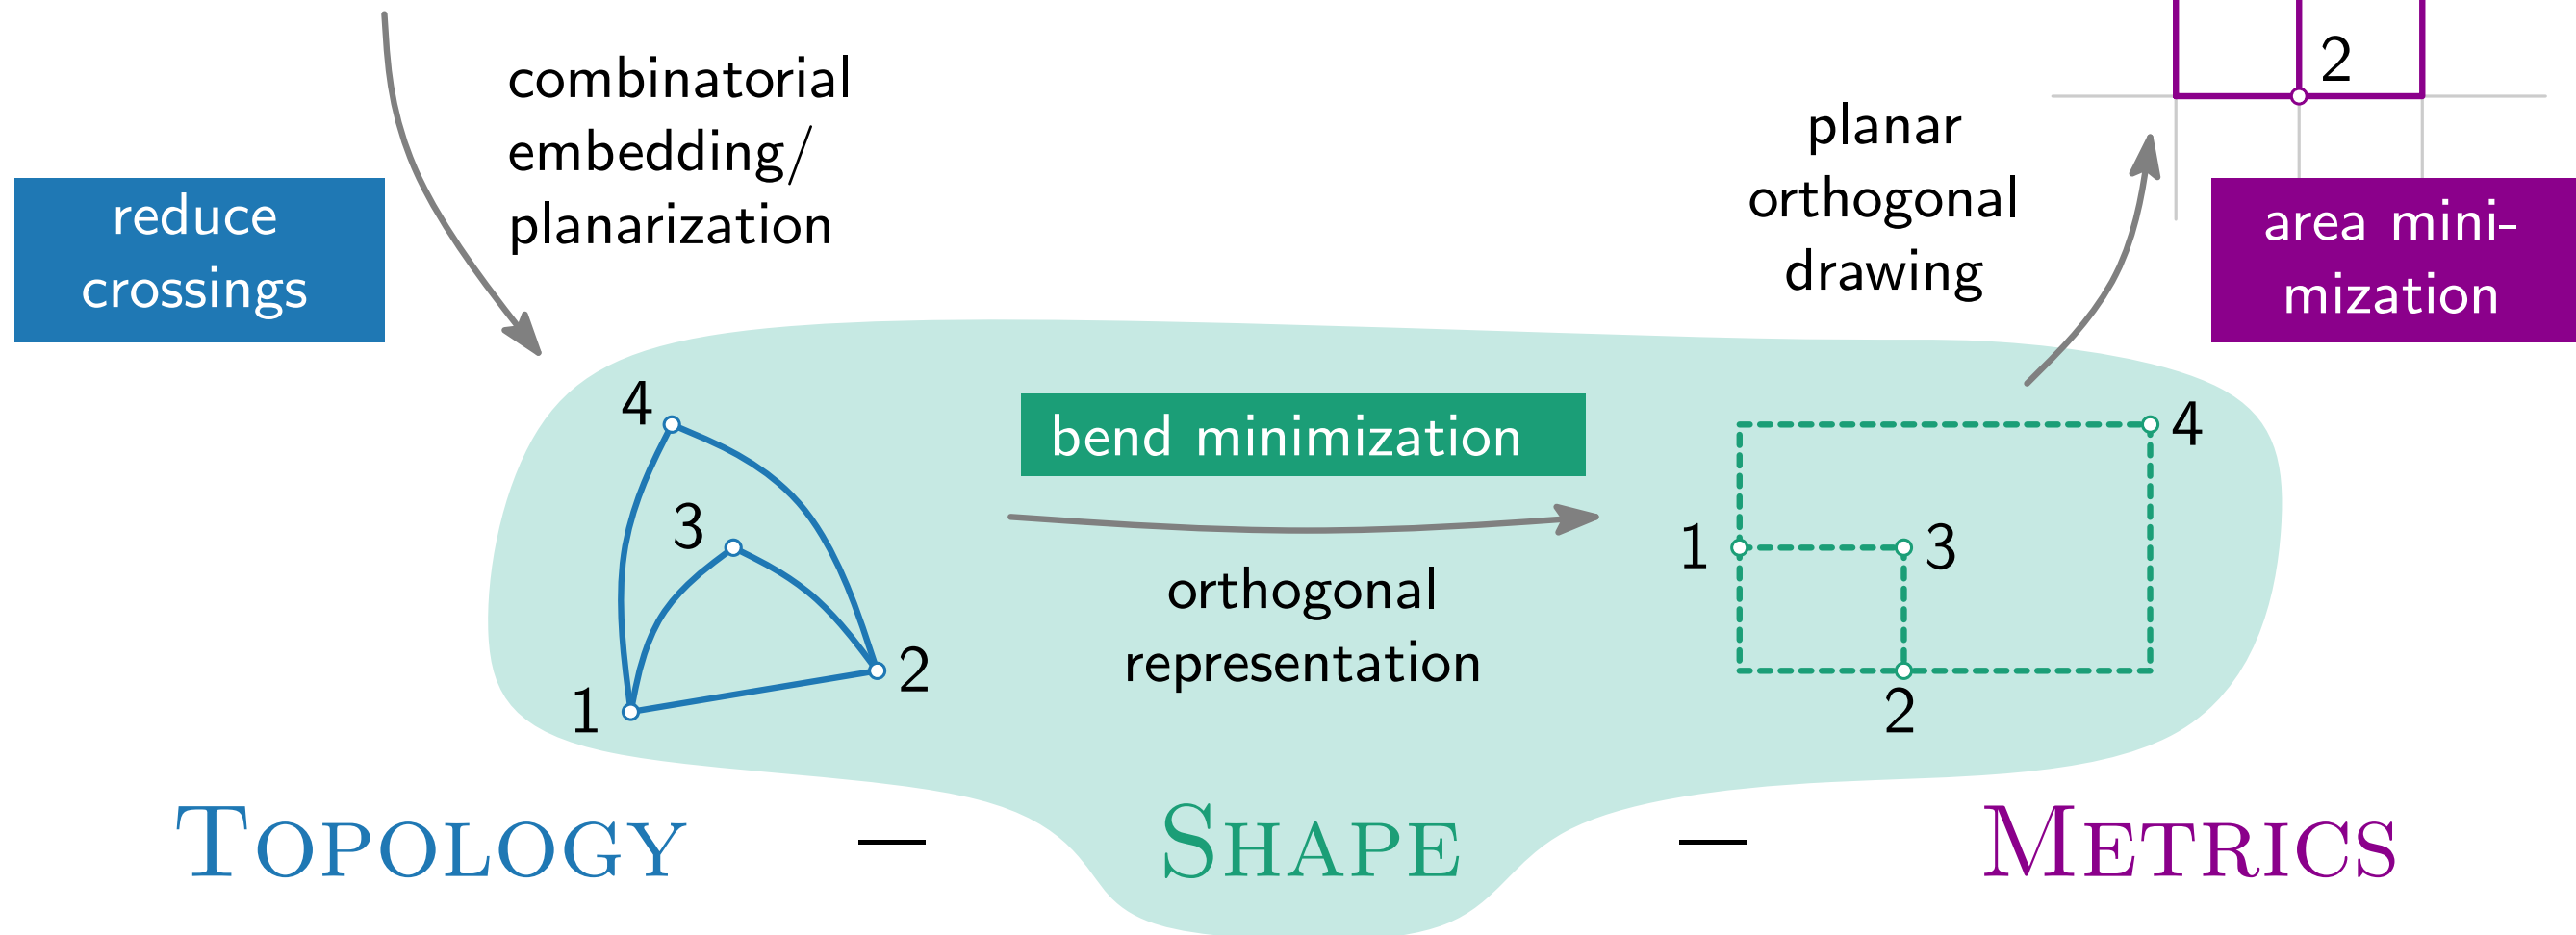 combinatorial
embedding/
planarization
reduce
crossings
2
planar
orthogonal
drawing
area mini-
mization
4
3
1
2
bend minimization
orthogonal
representation
4
1
3
2
TOPOLOGY – SHAPE – METRICS